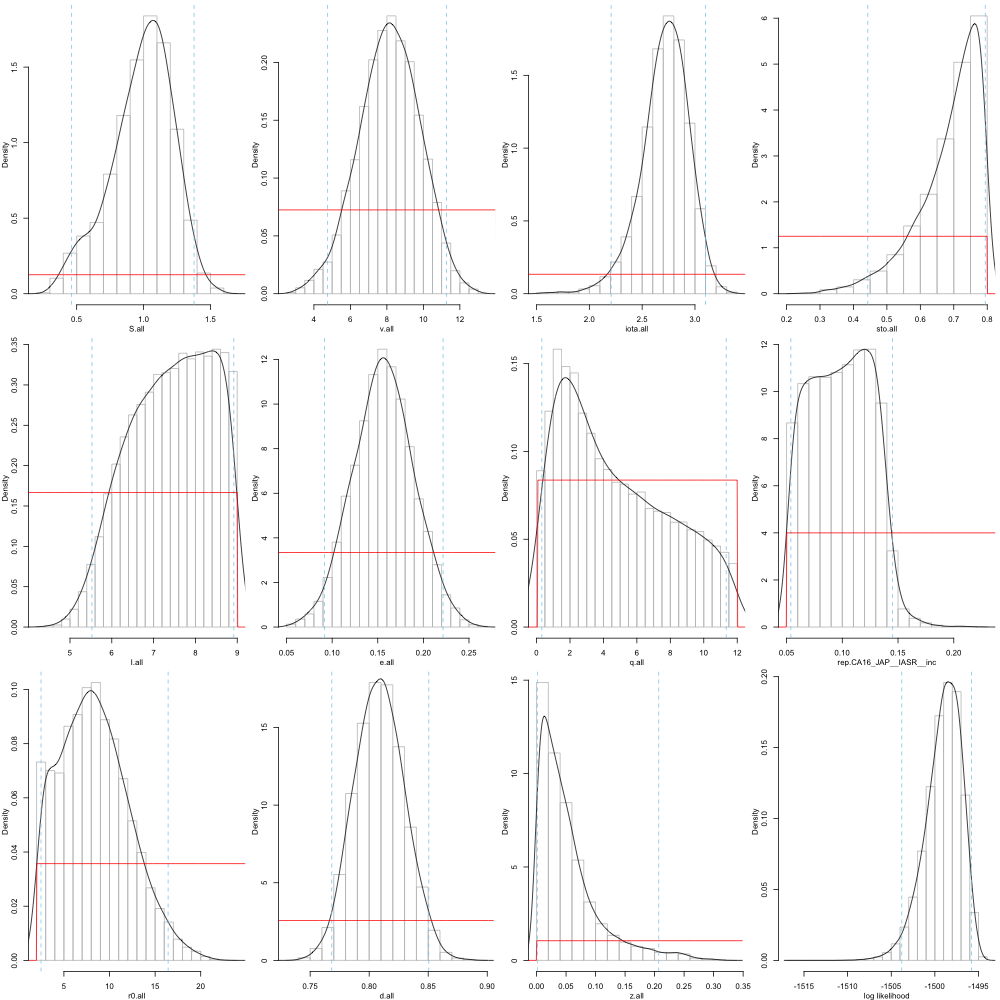 Density
0.0 0.5 1.0 1.5
0.5 1.0 1.5
S.all
Density
0.00 0.05 0.10 0.15 0.20
4 6 8 10 12
v.all
Density
0.0 0.5 1.0 1.5
1.5 2.0 2.5 3.0
iota.all
Density
0 1 2 3 4 5 6
0.2 0.3 0.4 0.5 0.6 0.7 0.8
sto.all
Density
0.00 0.05 0.10 0.15 0.20 0.25 0.30 0.35
5 6 7 8 9
l.all
Density
0 2 4 6 8 10 12
0.05 0.10 0.15 0.20 0.25
e.all
Density
0.00 0.05 0.10 0.15
0 2 4 6 8 10 12
q.all
Density
0 2 4 6 8 10 12
0.05 0.10 0.15 0.20
rep.CA16_JAP__IASR__inc
Density
0.00 0.02 0.04 0.06 0.08 0.10
5 10 15 20
r0.all
Density
0 5 10 15
0.75 0.80 0.85 0.90
d.all
Density
0 5 10 15
0.00 0.05 0.10 0.15 0.20 0.25 0.30 0.35
z.all
Density
0.00 0.05 0.10 0.15 0.20
-1515 -1510 -1505 -1500 -1495
log likelihood